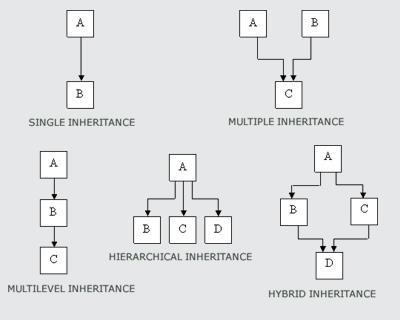 A
B
SINGLE INHERITANCE
A B
C
MULTIPLE INHERITANCE
A
B
C
MULTILEVEL INHERITANCE
A
B C D
HIERARCHICAL INHERITANCE
A
B C
D
HYBRID INHERITANCE